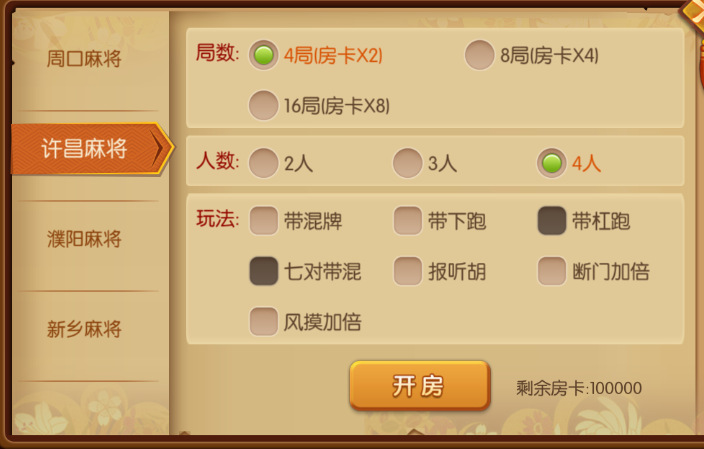 周口麻将
许昌麻将
濮阳麻将
新乡麻将
局数: 4局(房卡X2) 8局(房卡X4)
16局(房卡X8)
人数: 2人 3人 4人
玩法: 带混牌 带下跑 带杠跑
七对带混 报听胡 断门加倍
风摸加倍
开房 剩余房卡:100000